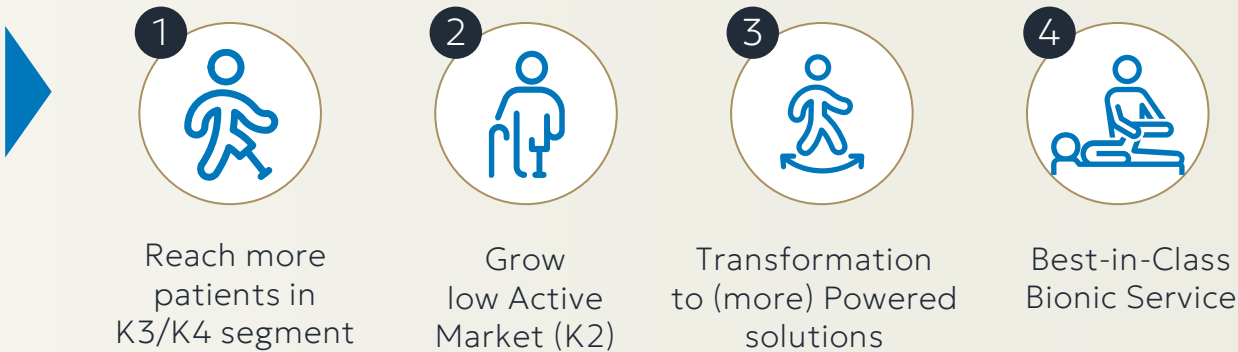 1
Reach more
patients in
K3/K4 segment
2
Grow
low Active
Market (K2)
3
Transformation
to (more) Powered
solutions
4
Best-in-Class
Bionic Service